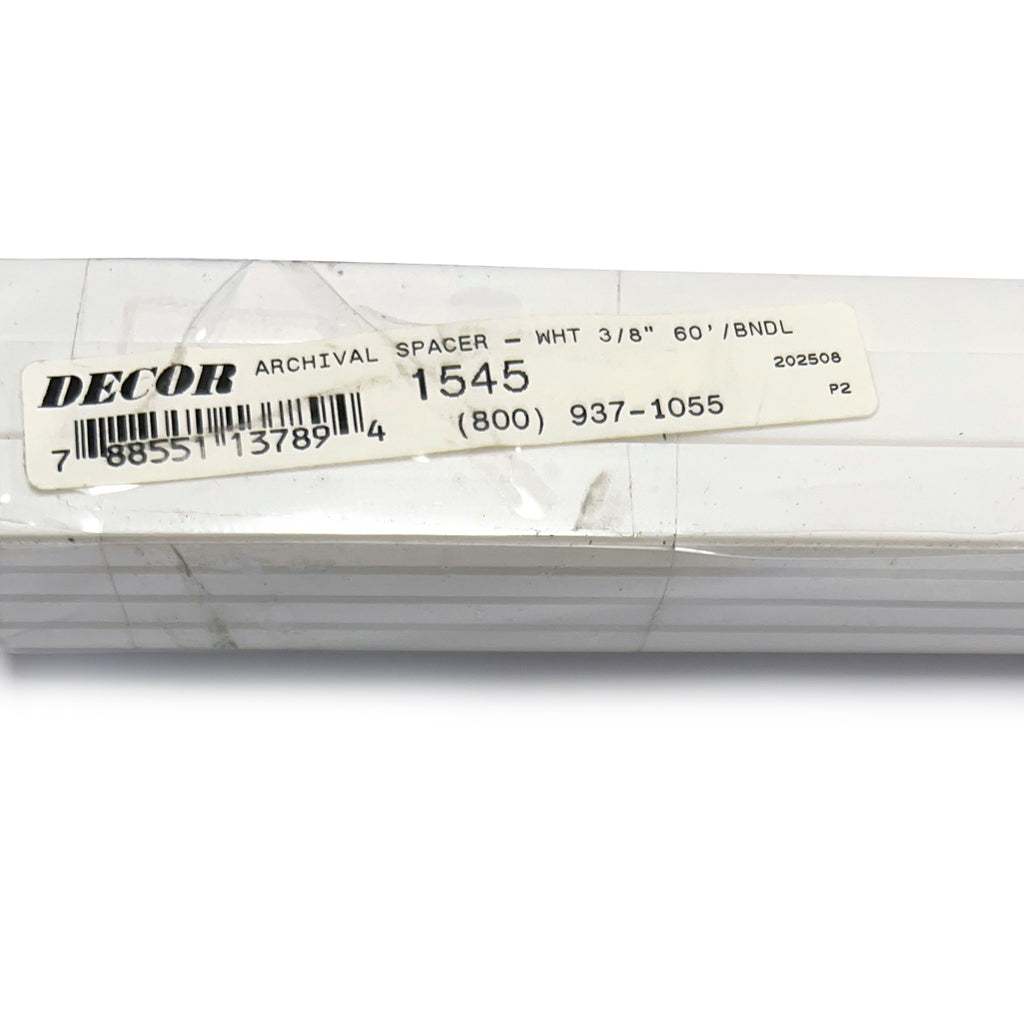 DECOR ARCHIVAL SPACER - WHT 3/8" 60'/BNDL
1545
202508
(800) 937-1055
P2
7 88551 13789 4